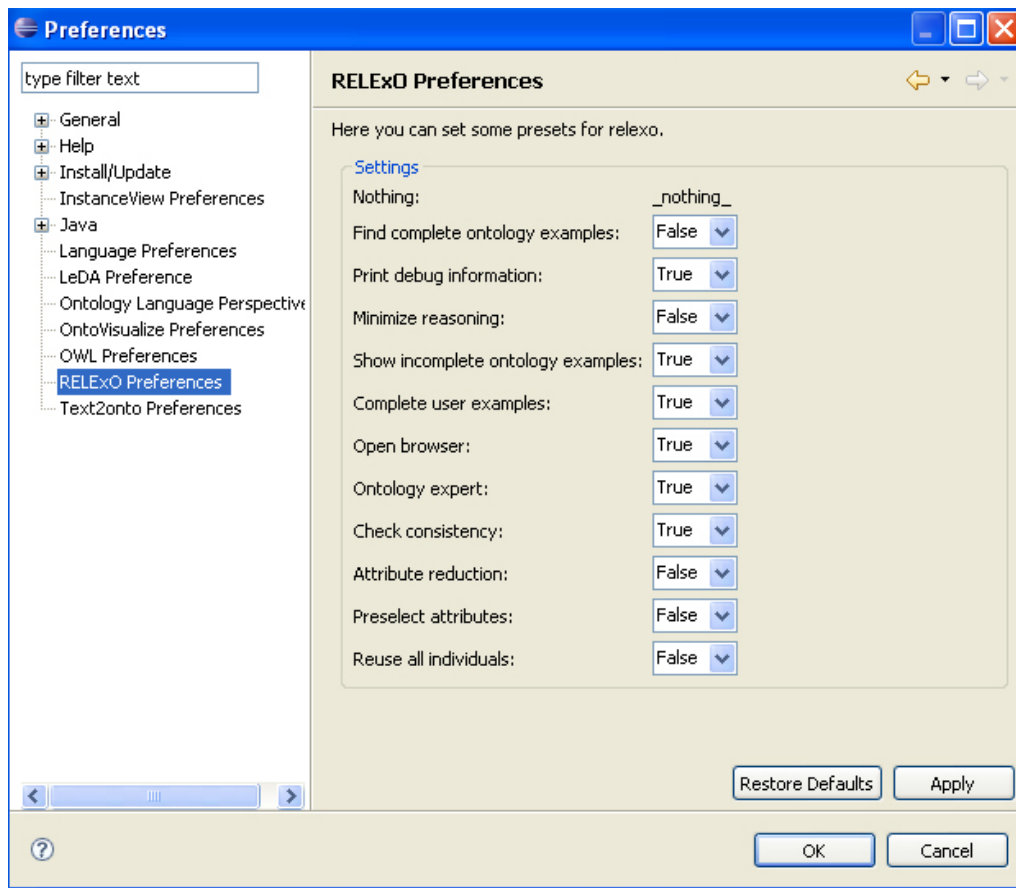 Preferences
type filter text
General
Help
Install/Update
InstanceView Preferences
Java
Language Preferences
LeDA Preference
Ontology Language Perspective
OntoVisualize Preferences
OWL Preferences
RELExO Preferences
Text2onto Preferences
RELExO Preferences
Here you can set some presets for relexo.
Settings
Nothing: _nothing_
Find complete ontology examples: False
Print debug information: True
Minimize reasoning: False
Show incomplete ontology examples: True
Complete user examples: True
Open browser: True
Ontology expert: True
Check consistency: True
Attribute reduction: False
Preselect attributes: False
Reuse all individuals: False
Restore Defaults Apply
OK Cancel